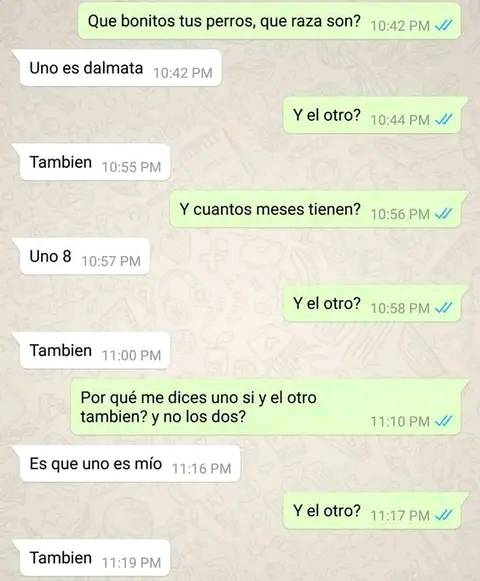 Que bonitos tus perros, que raza son? 10:42 PM
Uno es dalmata 10:42 PM
Y el otro? 10:44 PM
Tambien 10:55 PM
Y cuantos meses tienen? 10:56 PM
Uno 8 10:57 PM
Y el otro? 10:58 PM
Tambien 11:00 PM
Por qué me dices uno si y el otro
tambien? y no los dos? 11:10 PM
Es que uno es mío 11:16 PM
Y el otro? 11:17 PM
Tambien 11:19 PM